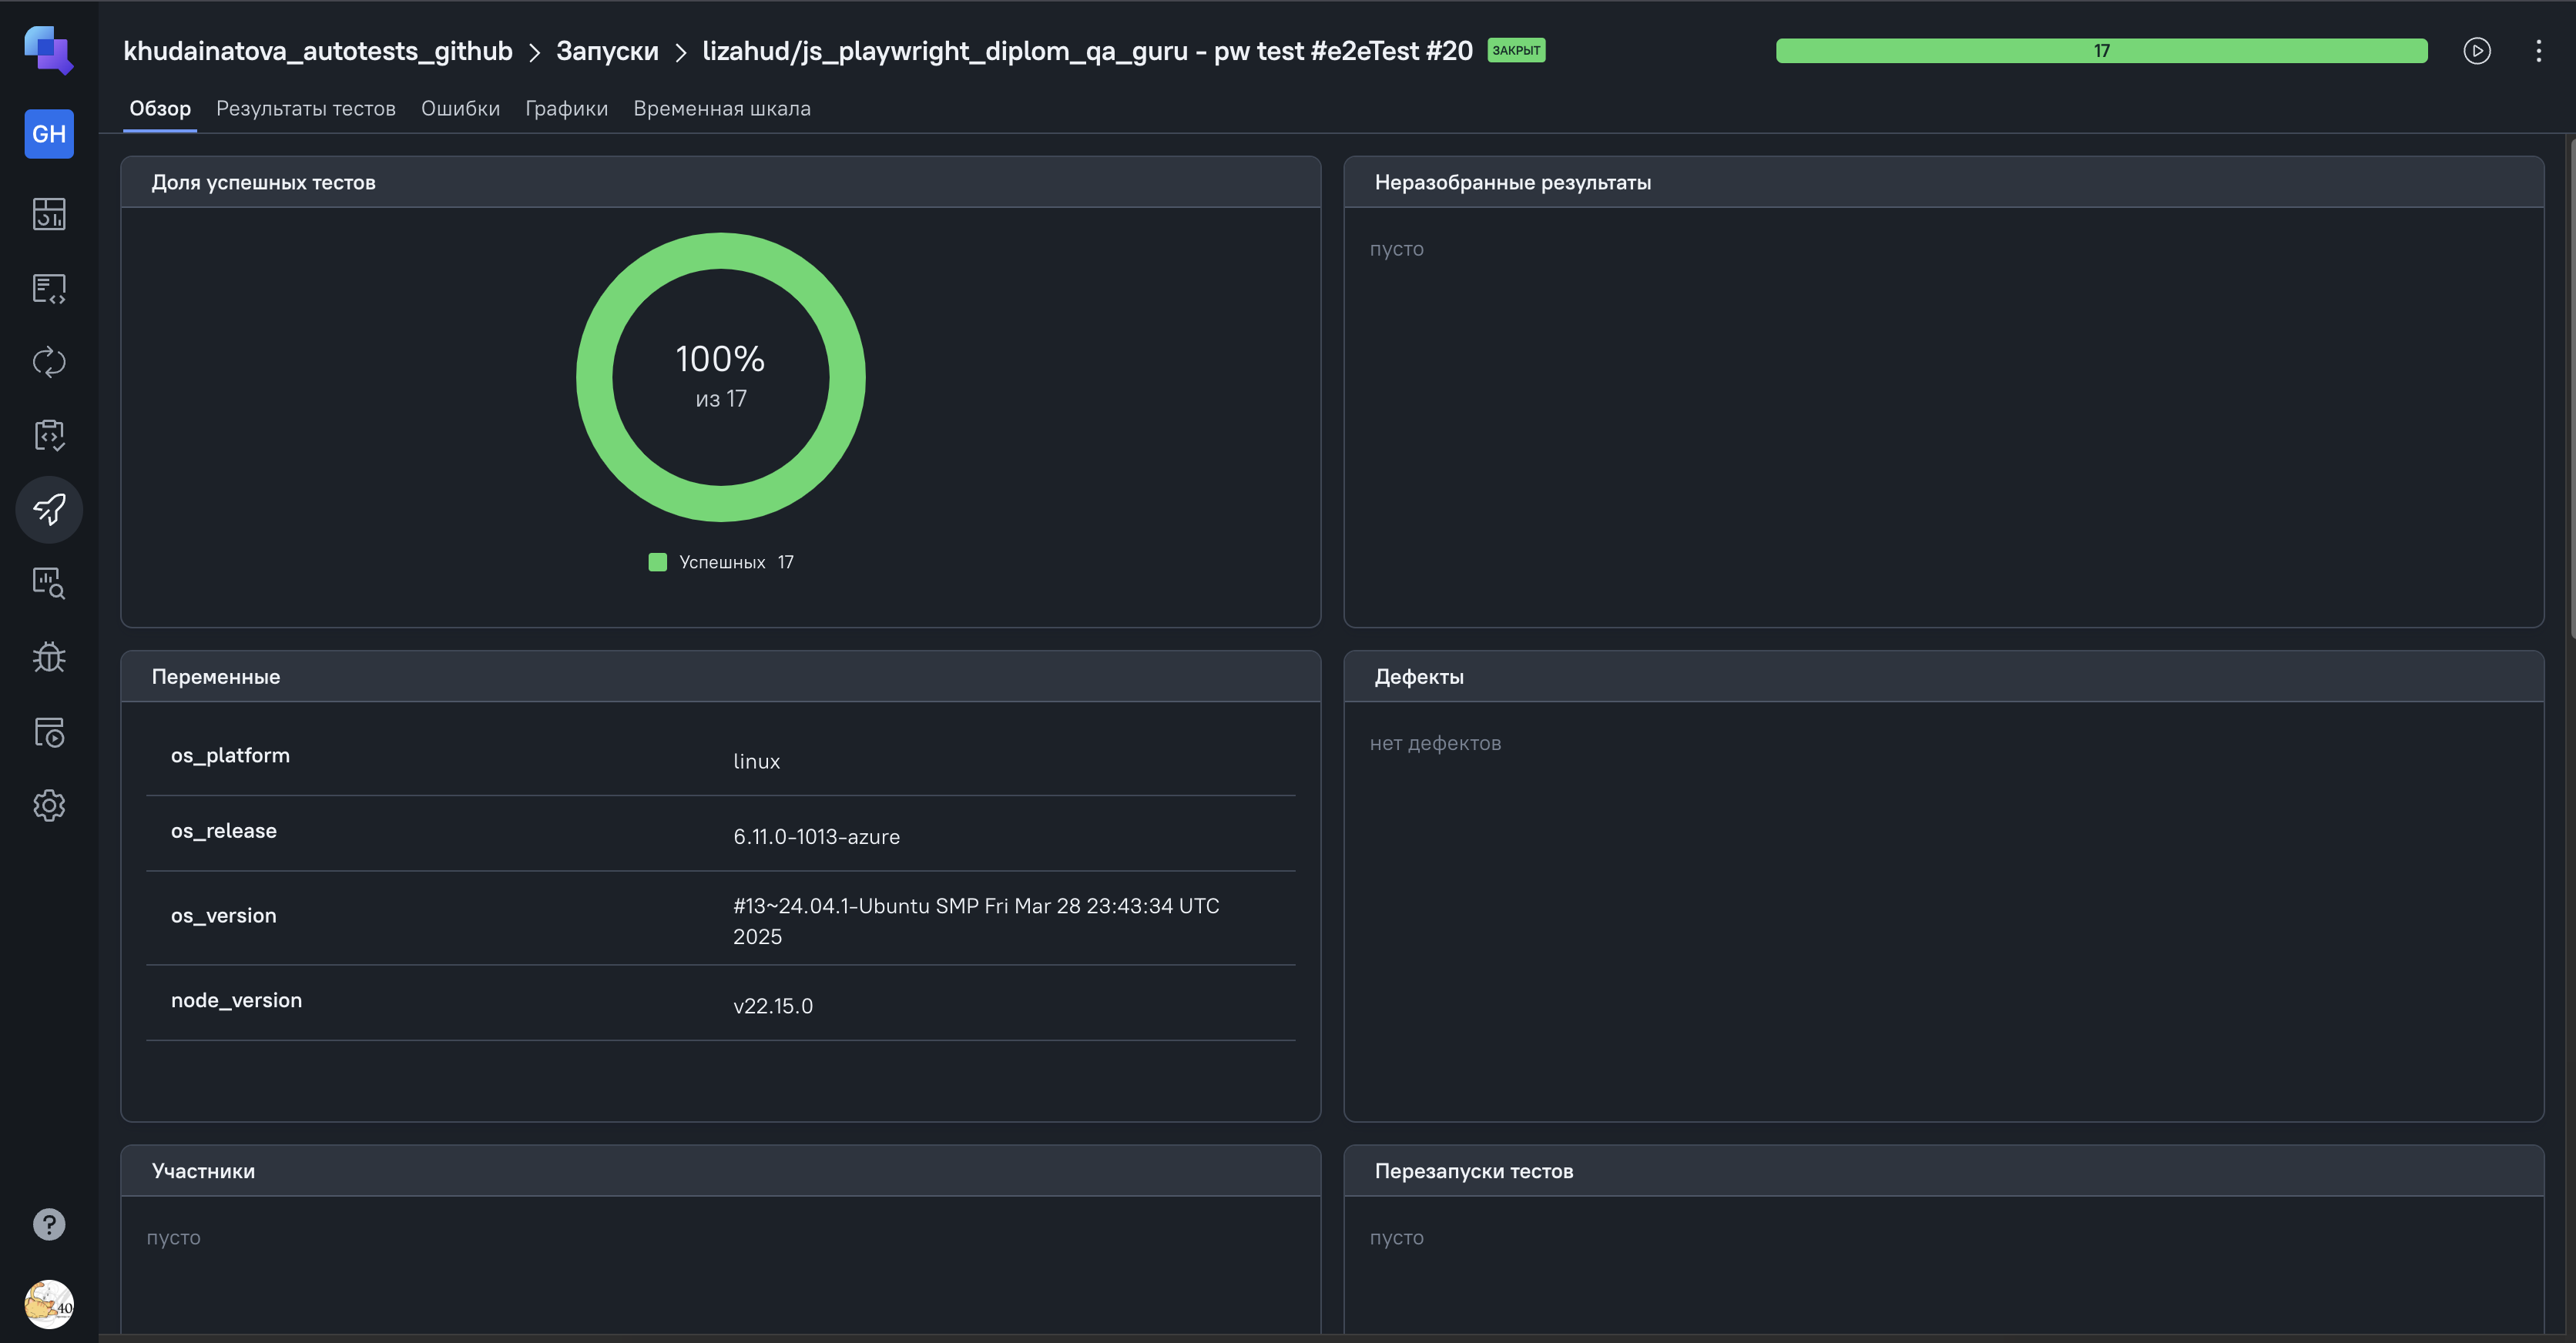 khudainatova_autotests_github > Запуски > lizahud/js_playwright_diplom_qa_guru - pw test #e2eTest #20 ЗАКРЫТ 17
GH
Обзор Результаты тестов Ошибки Графики Временная шкала
Доля успешных тестов
100%
из 17
Успешных 17
Неразобранные результаты
пусто
Переменные
os_platform linux
os_release 6.11.0-1013-azure
os_version #13~24.04.1-Ubuntu SMP Fri Mar 28 23:43:34 UTC
2025
node_version v22.15.0
Дефекты
нет дефектов
Участники
пусто
Перезапуски тестов
пусто
?
40